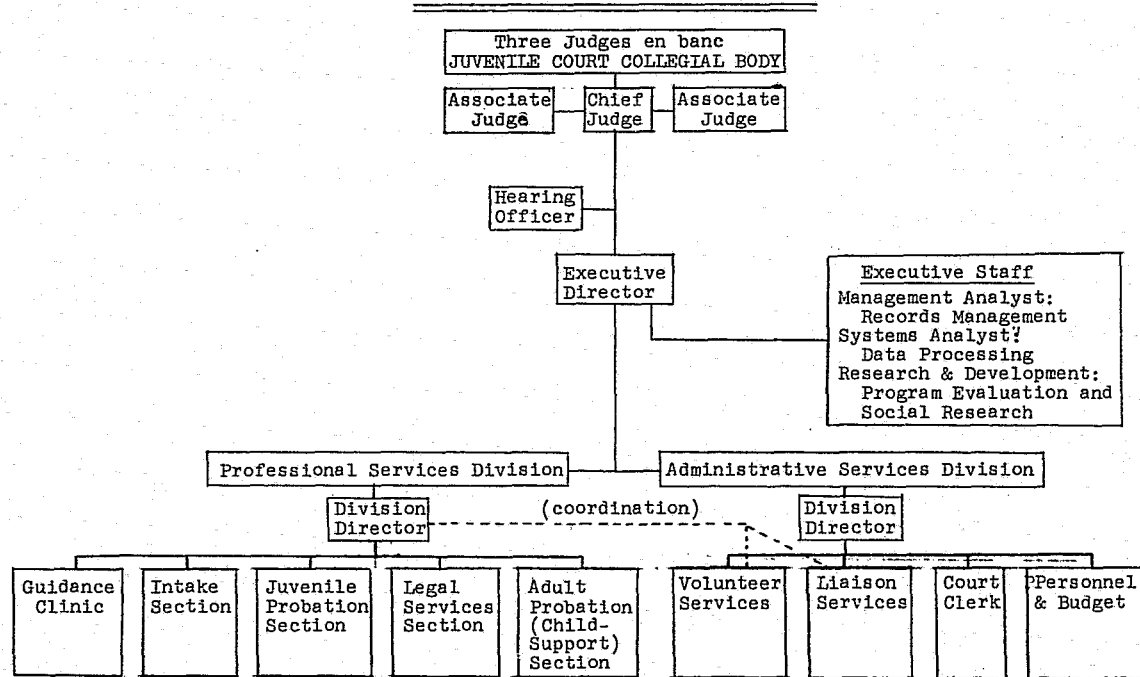 Three Judges en banc
JUVENILE COURT COLLEGIAL BODY
Associate
Judge
Chief
Judge
Associate
Judge
Hearing
Officer
Executive
Director
Executive Staff
Management Analyst:
Records Management
Systems Analyst:
Data Processing
Research & Development:
Program Evaluation and
Social Research
Professional Services Division
Administrative Services Division
Division
Director
(coordination)
Division
Director
Guidance
Clinic
Intake
Section
Juvenile
Probation
Section
Legal
Services
Section
Adult
Probation
(Child-
Support)
Section
Volunteer
Services
Liaison
Services
Court
Clerk
Personnel
& Budget